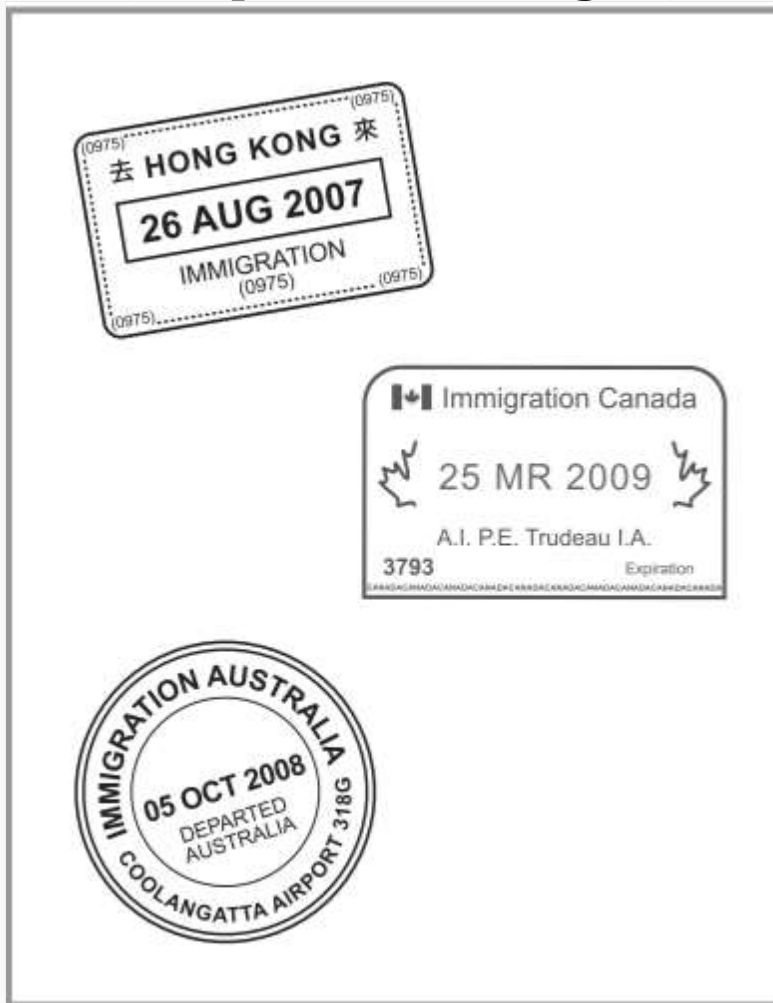 (0975) (0975)
去 HONG KONG 來
26 AUG 2007
IMMIGRATION
(0975)
(0975) (0975)
Immigration Canada
25 MR 2009
A.I. P.E. Trudeau I.A.
3793 Expiration
CANADACANADACANADACANADACANADACANADACANADACANADACANADA
IMMIGRATION AUSTRALIA
05 OCT 2008
DEPARTED
AUSTRALIA
COOLANGATTA AIRPORT 318G